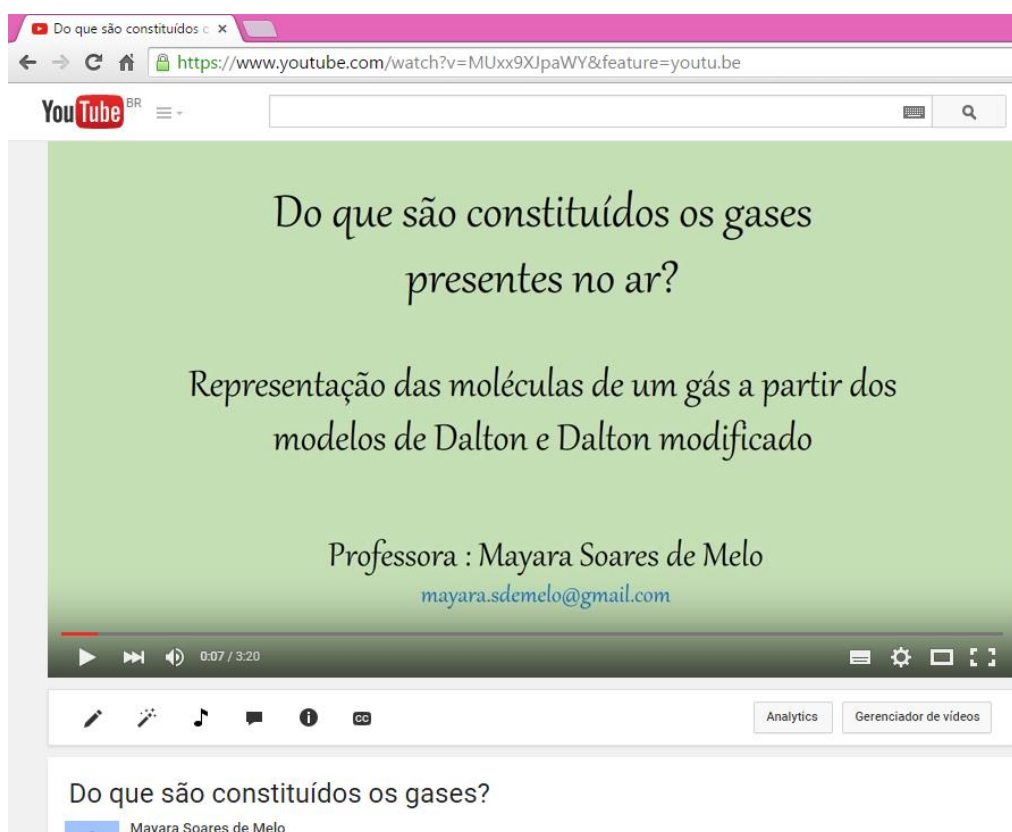 Do que são constituídos c
https://www.youtube.com/watch?v=MUxx9XJpaWY&feature=youtu.be
YouTube BR
Do que são constituídos os gases
presentes no ar?
Representação das moléculas de um gás a partir dos
modelos de Dalton e Dalton modificado
Professora : Mayara Soares de Melo
mayara.sdemelo@gmail.com
0:07 / 3:20
CC
Analytics
Gerenciador de vídeos
Do que são constituídos os gases?
Mayara Soares de Melo